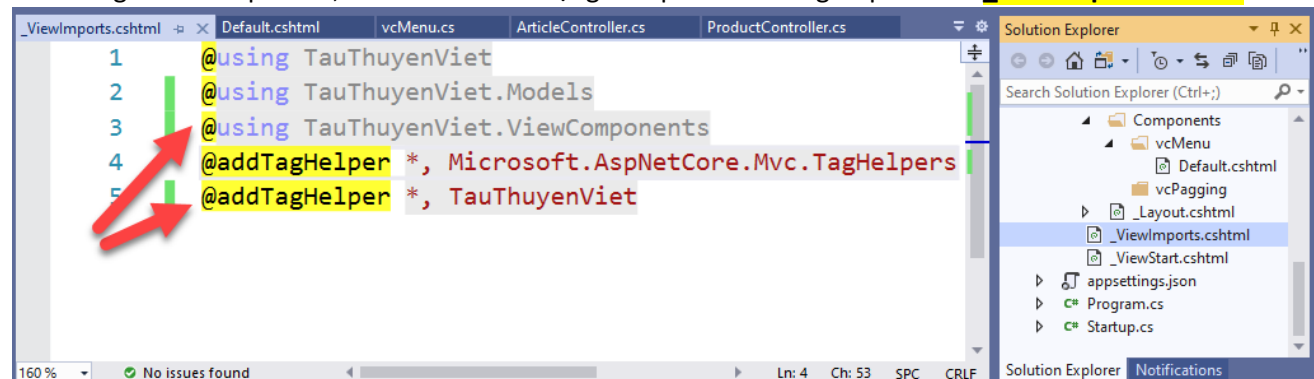 _ViewImports.cshtml Default.cshtml vcMenu.cs ArticleController.cs ProductController.cs
1 @using TauThuyenViet
2 @using TauThuyenViet.Models
3 @using TauThuyenViet.ViewComponents
4 @addTagHelper *, Microsoft.AspNetCore.Mvc.TagHelpers
5 @addTagHelper *, TauThuyenViet
160 % No issues found Ln: 4 Ch: 53 SPC CRLF
Solution Explorer
Search Solution Explorer (Ctrl+;)
Components
vcMenu
Default.cshtml
vcPagging
_Layout.cshtml
_ViewImports.cshtml
_ViewStart.cshtml
appsettings.json
C# Program.cs
C# Startup.cs
Solution Explorer Notifications